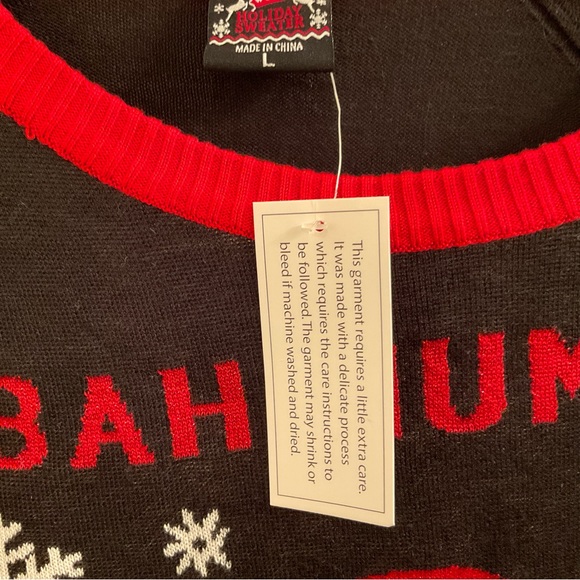 HOLIDAY
SWEATER
MADE IN CHINA
L
This garment requires a little extra care.
It was made with a delicate process
which requires the care instructions to
be followed. The garment may shrink or
bleed if machine washed and dried.
BAH HUM